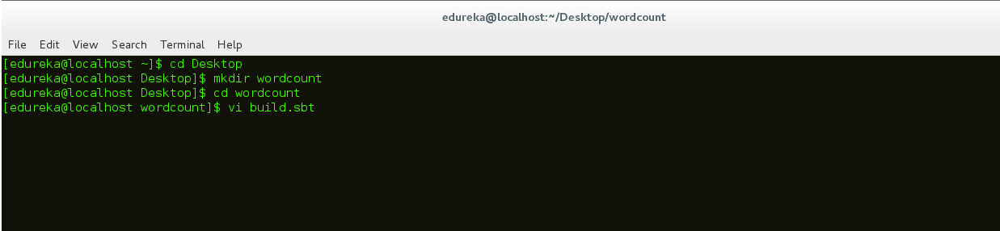 edureka@localhost:~/Desktop/wordcount
File Edit View Search Terminal Help
[edureka@localhost ~]$ cd Desktop
[edureka@localhost Desktop]$ mkdir wordcount
[edureka@localhost Desktop]$ cd wordcount
[edureka@localhost wordcount]$ vi build.sbt